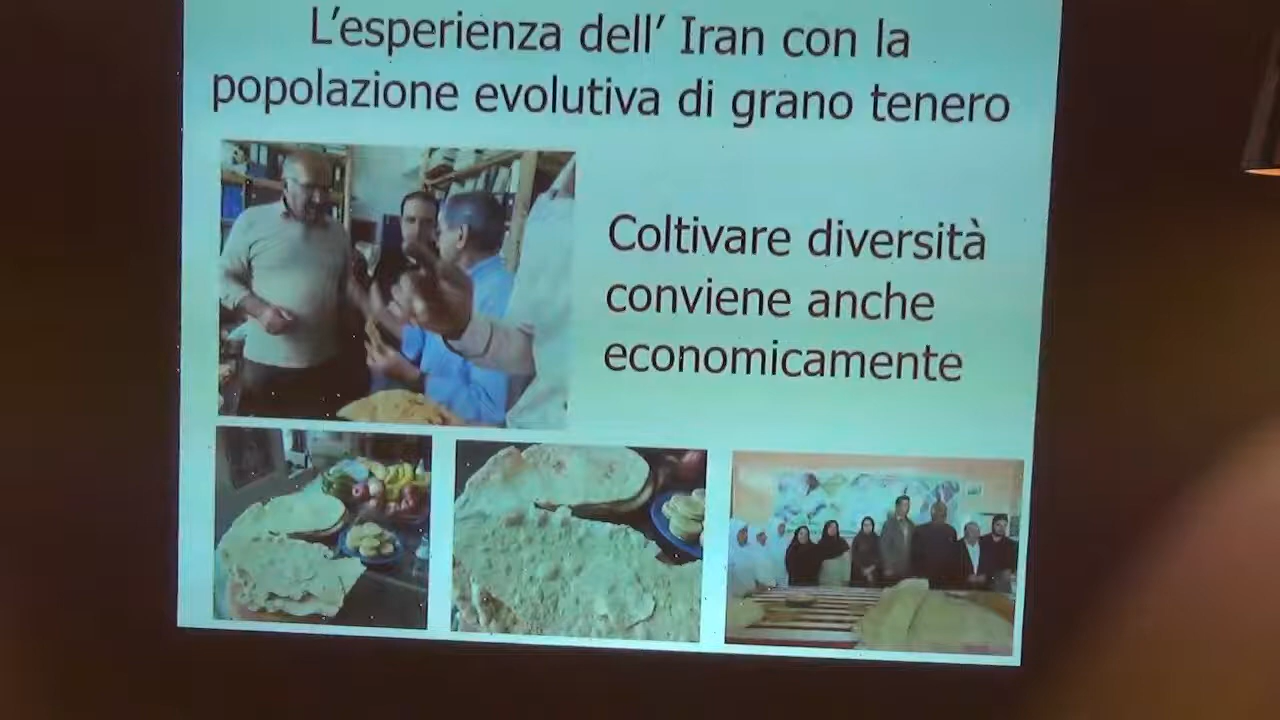 L'esperienza dell' Iran con la
popolazione evolutiva di grano tenero
Coltivare diversità
conviene anche
economicamente